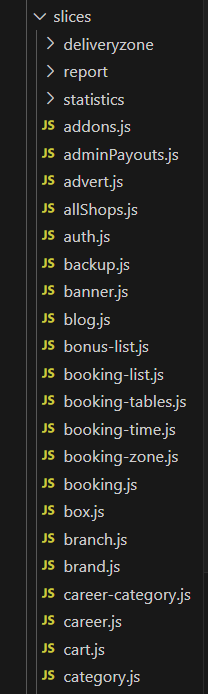 slices
deliveryzone
report
statistics
JS addons.js
JS adminPayouts.js
JS advert.js
JS allShops.js
JS auth.js
JS backup.js
JS banner.js
JS blog.js
JS bonus-list.js
JS booking-list.js
JS booking-tables.js
JS booking-time.js
JS booking-zone.js
JS booking.js
JS box.js
JS branch.js
JS brand.js
JS career-category.js
JS career.js
JS cart.js
JS category.js